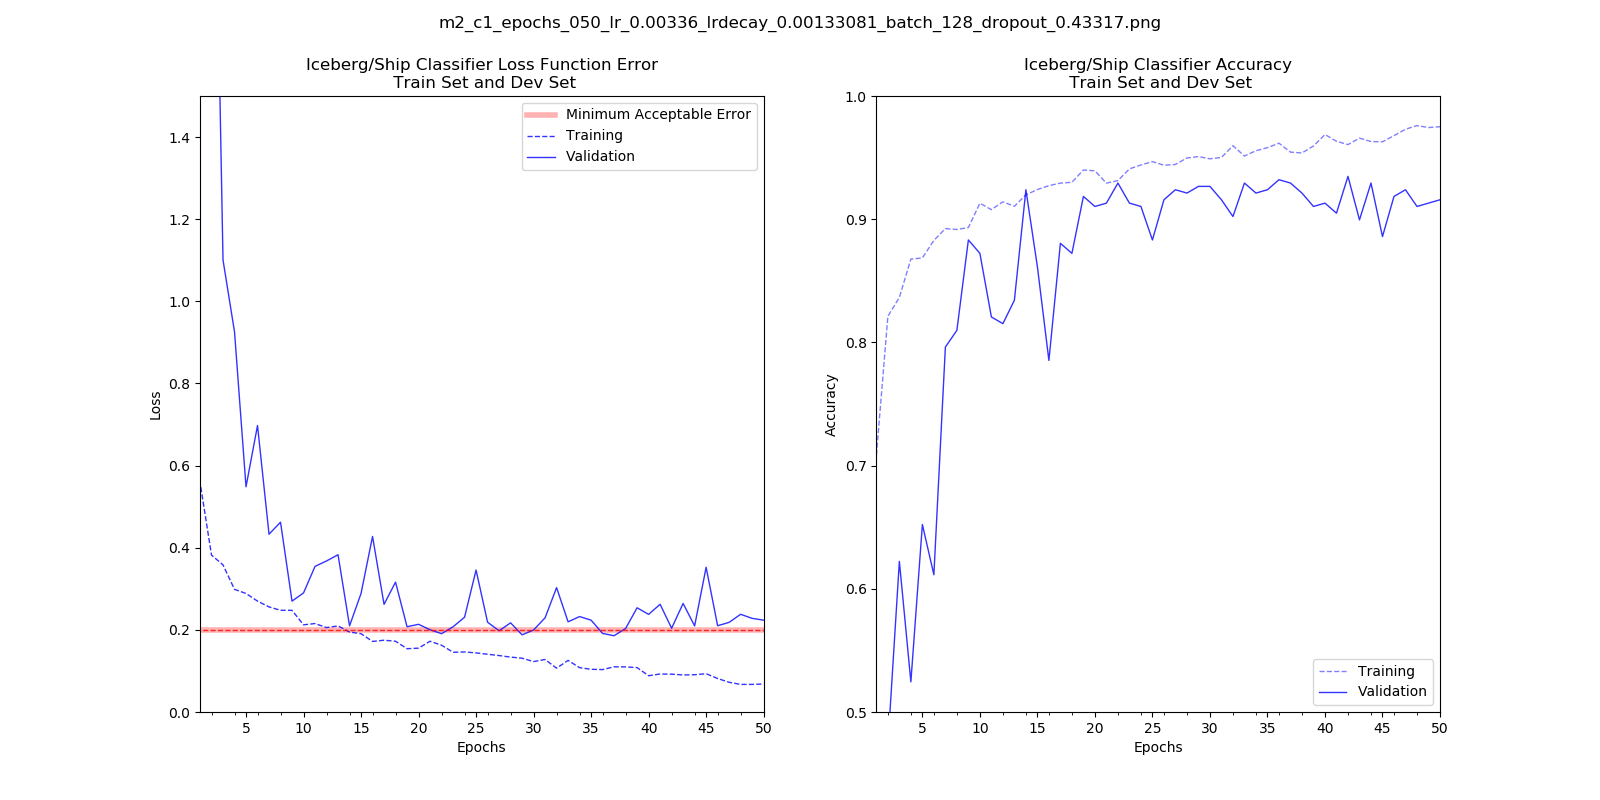 m2_c1_epochs_050_lr_0.00336_lrdecay_0.00133081_batch_128_dropout_0.43317.png
Iceberg/Ship Classifier Loss Function Error
Train Set and Dev Set
1.4
1.2
1.0
0.8
0.6
0.4
0.2
0.0
Loss
Minimum Acceptable Error
Training
Validation
5 10 15 20 25 30 35 40 45 50
Epochs
Iceberg/Ship Classifier Accuracy
Train Set and Dev Set
1.0
0.9
0.8
0.7
0.6
0.5
Accuracy
Training
Validation
5 10 15 20 25 30 35 40 45 50
Epochs